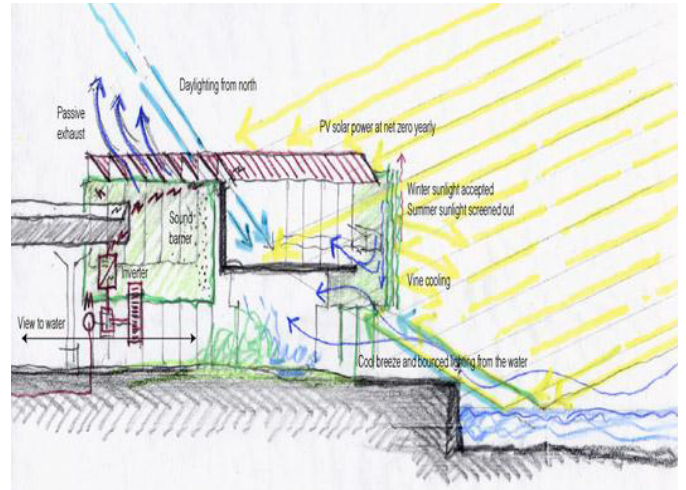 Daylighting from north
Passive
exhaust
PV solar power at net zero yearly
Winter sunlight accepted
Summer sunlight screened out
Sound
barrier
Inverter
Vine cooling
M
View to water
Cool breeze and bounced lighting from the water